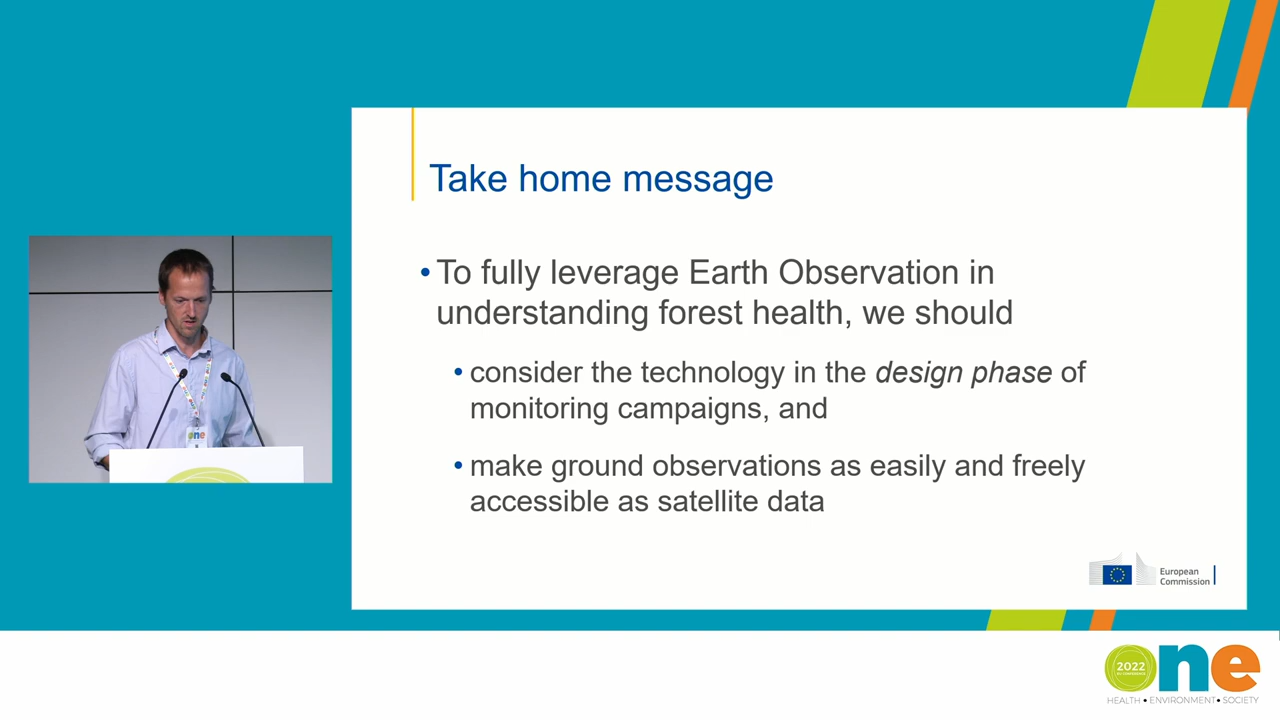 Take home message
• To fully leverage Earth Observation in
understanding forest health, we should
• consider the technology in the design phase of
monitoring campaigns, and
• make ground observations as easily and freely
accessible as satellite data
European
Commission
one
2022
one
HEALTH • ENVIRONMENT • SOCIETY